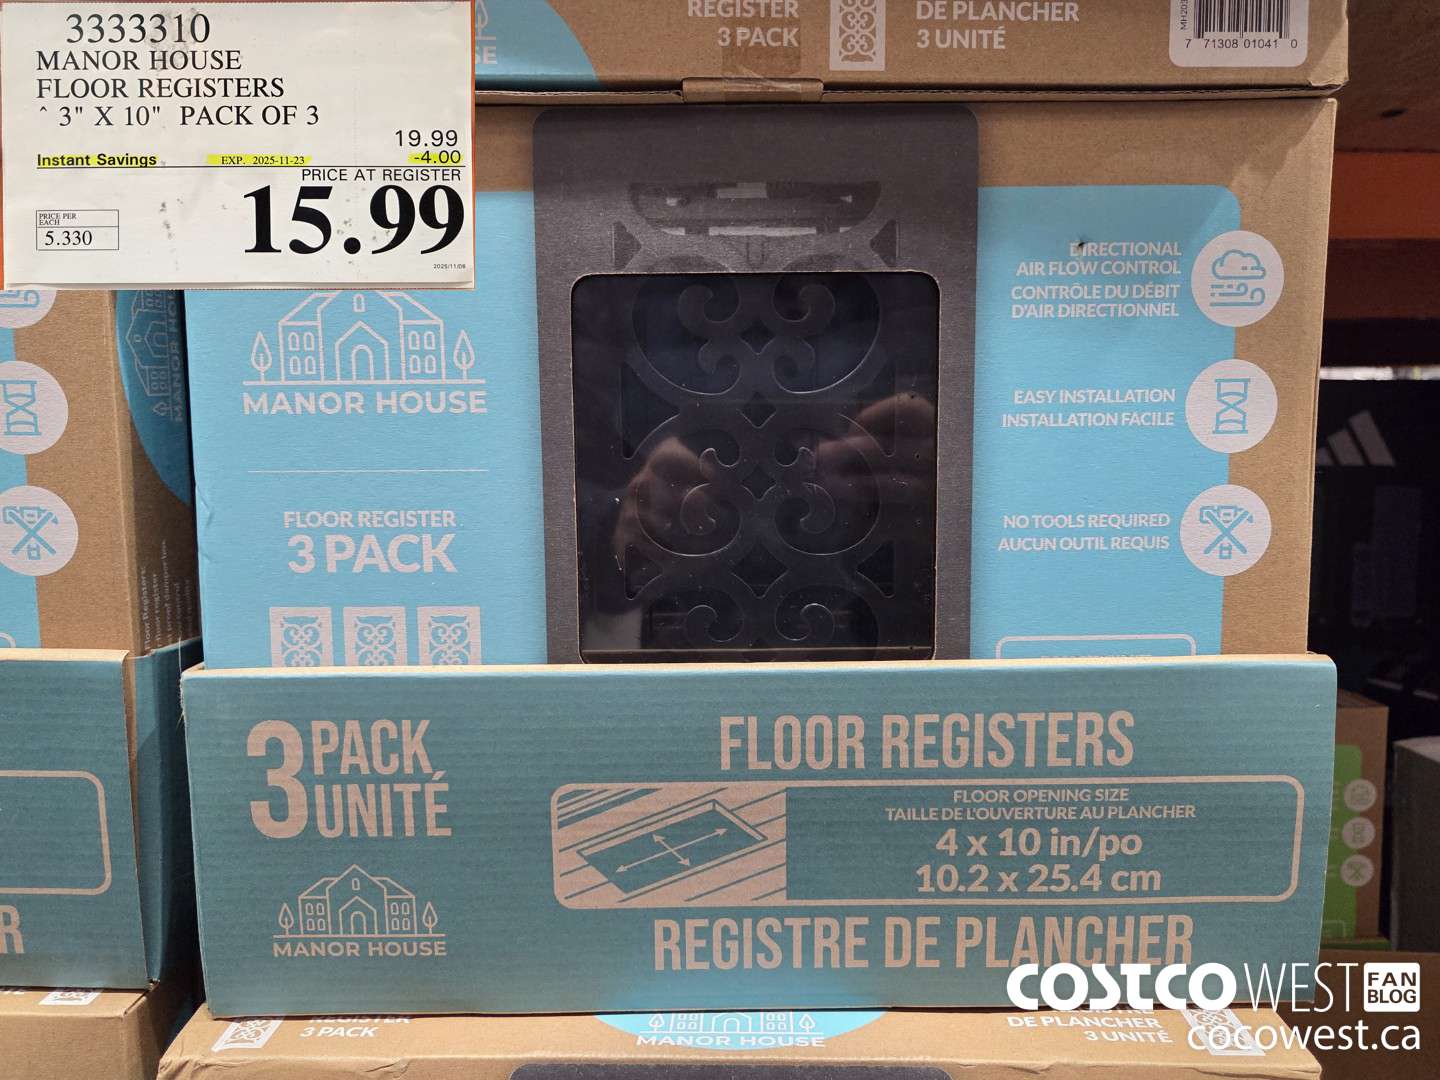 3333310
MANOR HOUSE
FLOOR REGISTERS
^ 3" X 10" PACK OF 3
19.99
Instant Savings EXP. 2025-11-23 -4.00
PRICE AT REGISTER
15.99
PRICE PER
EACH
5.330
2025/11/08
REGISTER
3 PACK
DE PLANCHER
3 UNITÉ
7 71308 01041 0
MANOR HOUSE
FLOOR REGISTER
3 PACK
DIRECTIONAL
AIR FLOW CONTROL
CONTRÔLE DU DÉBIT
D'AIR DIRECTIONNEL
EASY INSTALLATION
INSTALLATION FACILE
NO TOOLS REQUIRED
AUCUN OUTIL REQUIS
3 PACK
UNITÉ
MANOR HOUSE
FLOOR REGISTERS
FLOOR OPENING SIZE
TAILLE DE L'OUVERTURE AU PLANCHER
4 x 10 in/po
10.2 x 25.4 cm
REGISTRE DE PLANCHER
REGISTER
3 PACK
MANOR HOUSE
DE PLANCHER
3 UNITÉ
COSTCO WEST FAN BLOG
cocowest.ca